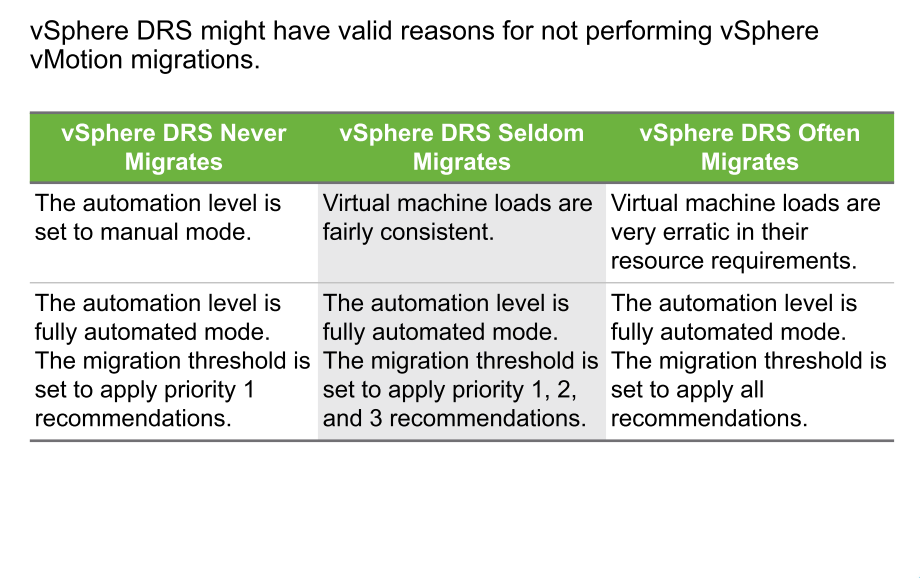 vSphere DRS might have valid reasons for not performing vSphere
vMotion migrations.
vSphere DRS Never
Migrates
vSphere DRS Seldom
Migrates
vSphere DRS Often
Migrates
The automation level is
set to manual mode.
Virtual machine loads are
fairly consistent.
Virtual machine loads are
very erratic in their
resource requirements.
The automation level is
fully automated mode.
The migration threshold is
set to apply priority 1
recommendations.
The automation level is
fully automated mode.
The migration threshold is
set to apply priority 1, 2,
and 3 recommendations.
The automation level is
fully automated mode.
The migration threshold is
set to apply all
recommendations.